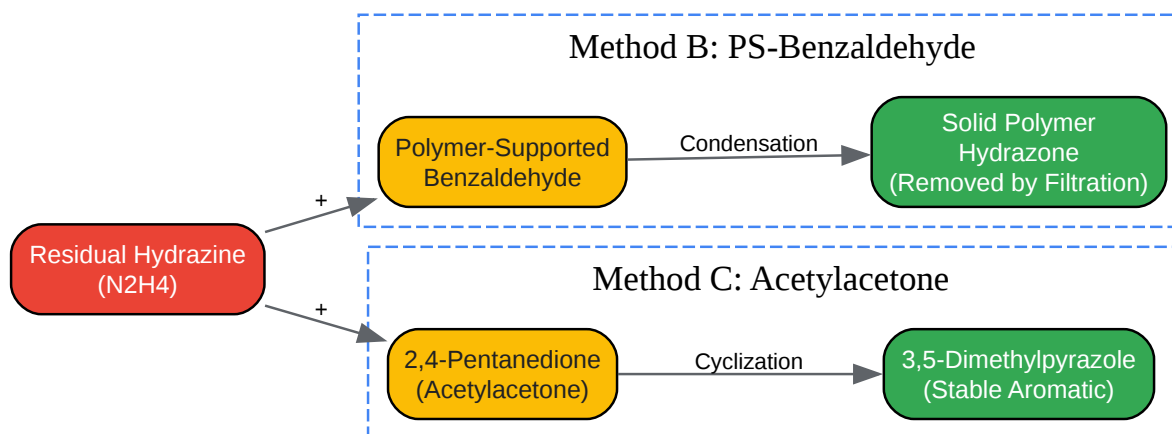 Method B: PS-Benzaldehyde
Polymer-Supported
Benzaldehyde
Condensation
Solid Polymer
Hydrazone
(Removed by Filtration)
+
Residual Hydrazine
(N2H4)
+
Method C: Acetylacetone
2,4-Pentanedione
(Acetylacetone)
Cyclization
3,5-Dimethylpyrazole
(Stable Aromatic)